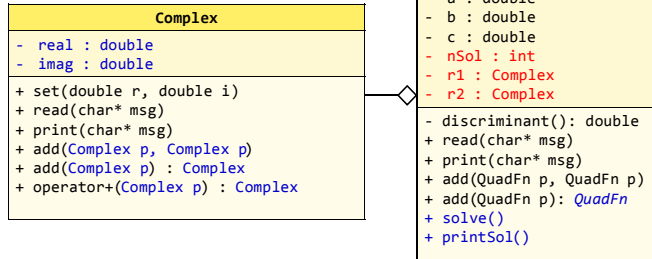 Complex
- real : double
- imag : double
+ set(double r, double i)
+ read(char* msg)
+ print(char* msg)
+ add(Complex p, Complex p)
+ add(Complex p) : Complex
+ operator+(Complex p) : Complex
- a : double
- b : double
- c : double
- nSol : int
- r1 : Complex
- r2 : Complex
- discriminant(): double
+ read(char* msg)
+ print(char* msg)
+ add(QuadFn p, QuadFn p)
+ add(QuadFn p): QuadFn
+ solve()
+ printSol()